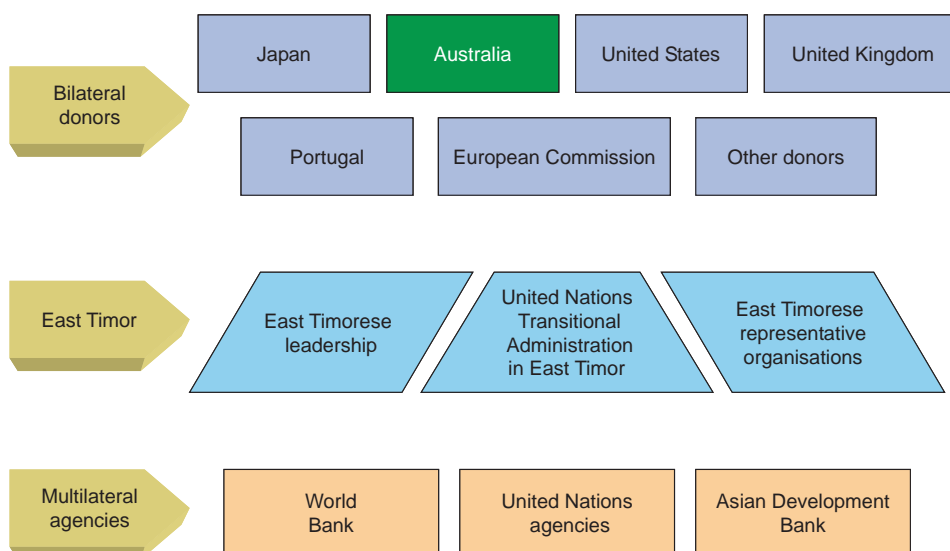 Bilateral
donors
Japan
Australia
United States
United Kingdom
Portugal
European Commission
Other donors
East Timor
East Timorese
leadership
United Nations
Transitional
Administration
in East Timor
East Timorese
representative
organisations
Multilateral
agencies
World
Bank
United Nations
agencies
Asian Development
Bank